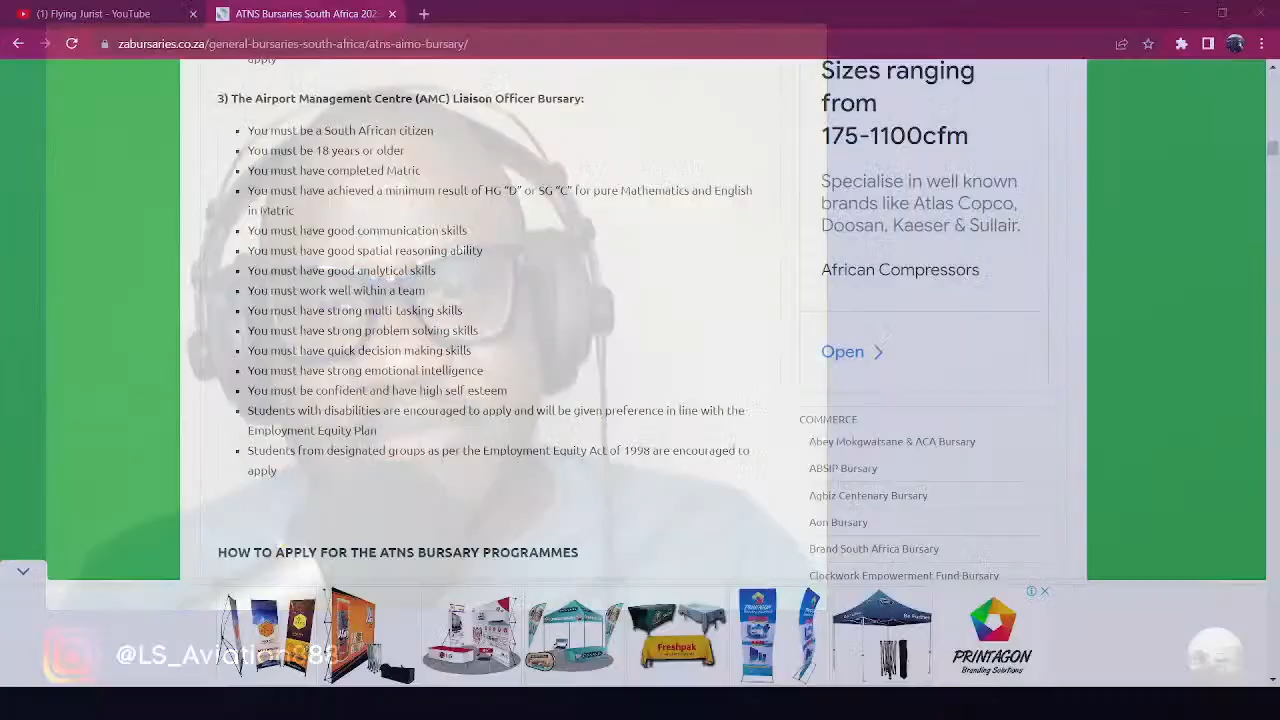 (1) Flying Jurist - YouTube
ATNS Bursaries South Africa 202
zabursaries.co.za/general-bursaries-south-africa/atns-aimo-bursary/
apply
3) The Airport Management Centre (AMC) Liaison Officer Bursary:
You must be a South African citizen
You must be 18 years or older
You must have completed Matric
You must have achieved a minimum result of HG “D” or SG “C” for pure Mathematics and English
in Matric
You must have good communication skills
You must have good spatial reasoning ability
You must have good analytical skills
You must work well within a team
You must have strong multi tasking skills
You must have strong problem solving skills
You must have quick decision making skills
You must have strong emotional intelligence
You must be confident and have high self esteem
Students with disabilities are encouraged to apply and will be given preference in line with the
Employment Equity Plan
Students from designated groups as per the Employment Equity Act of 1998 are encouraged to
apply
HOW TO APPLY FOR THE ATNS BURSARY PROGRAMMES
Sizes ranging
from
175-1100cfm
Specialise in well known
brands like Atlas Copco,
Doosan, Kaeser & Sullair.
African Compressors
Open
COMMERCE
Abey Mokgwatsane & ACA Bursary
ABSIP Bursary
Agbiz Centenary Bursary
Aon Bursary
Brand South Africa Bursary
Clockwork Empowerment Fund Bursary
Freshpak
PRINTAGON
PRINTAGON
Branding Solutions
@LS_Aviation888